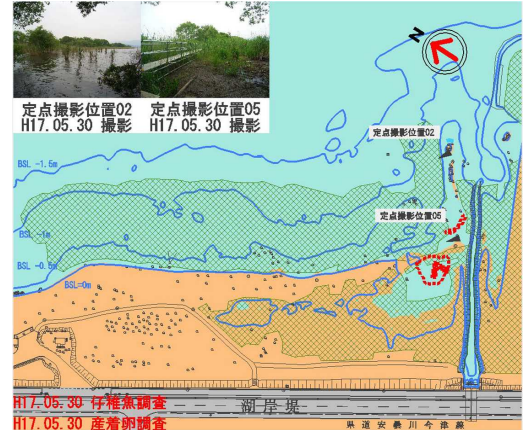 定点撮影位置02
H17.05.30 撮影
定点撮影位置05
H17.05.30 撮影
N
定点撮影位置02
BSL -1.5m
定点撮影位置05
BSL -1m
BSL -0.5m
BSL=0m
H17.05.30 仔稚魚調査
湖岸堤
H17.05.30 産着卵調査
県道安曇川今津線